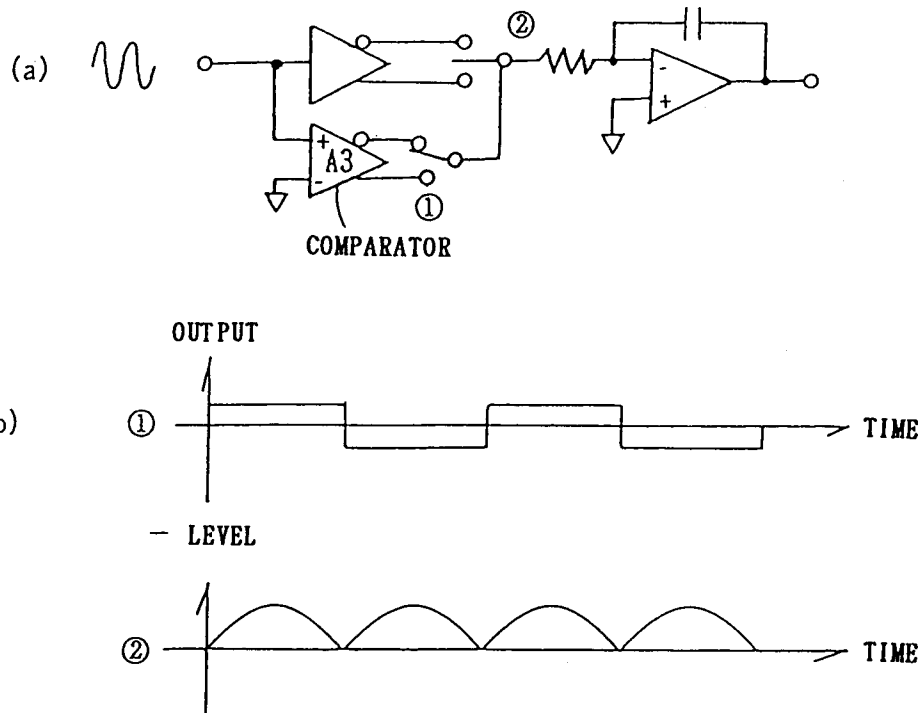 ②
(a)
+
-
A3
-
+
①
COMPARATOR
OUTPUT
b)
①
TIME
— LEVEL
②
TIME